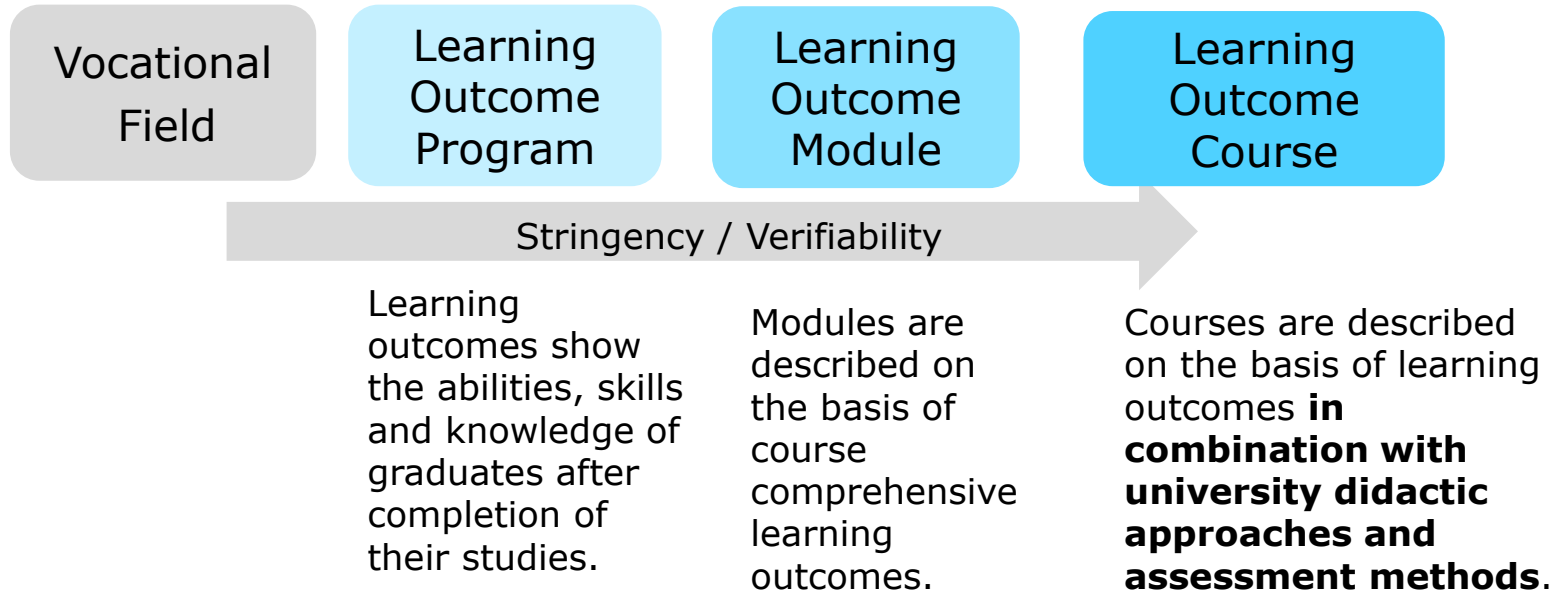 Vocational
Field
Learning
Outcome
Program
Learning
Outcome
Module
Learning
Outcome
Course
Stringency / Verifiability
Learning
outcomes show
the abilities, skills
and knowledge of
graduates after
completion of
their studies.
Modules are
described on
the basis of
course
comprehensive
learning
outcomes.
Courses are described
on the basis of learning
outcomes in
combination with
university didactic
approaches and
assessment methods.